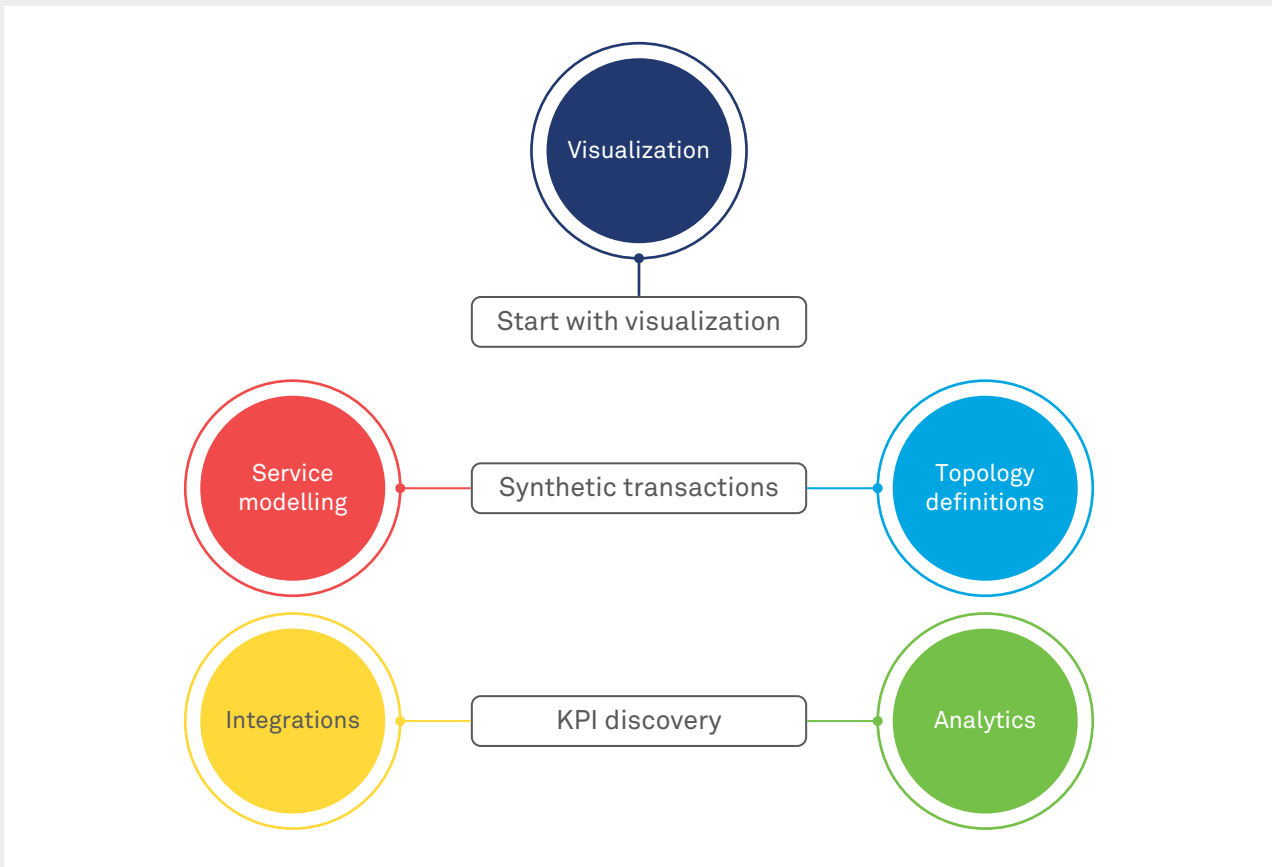 Visualization
Start with visualization
Service
modelling
Synthetic transactions
Topology
definitions
Integrations
KPI discovery
Analytics